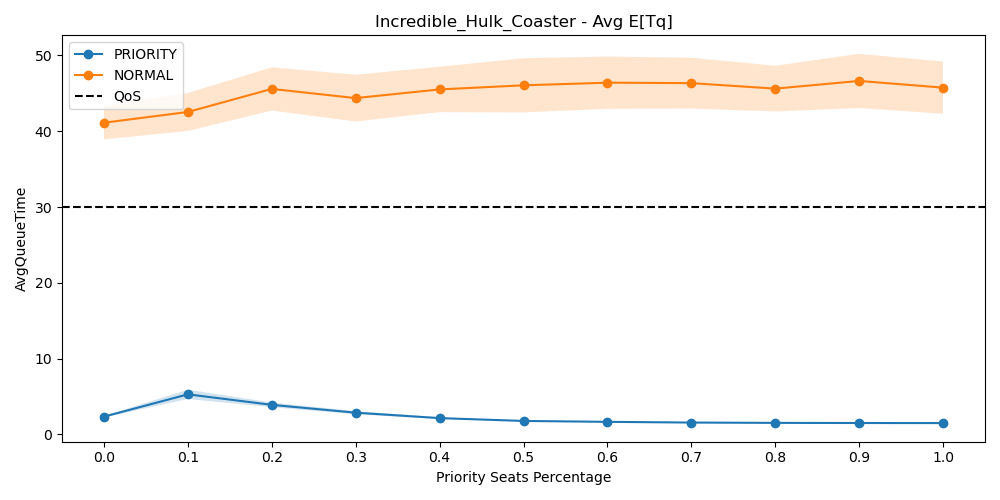 Incredible_Hulk_Coaster - Avg E[Tq]
PRIORITY
NORMAL
QoS
AvgQueueTime
50
40
30
20
10
0
0.0 0.1 0.2 0.3 0.4 0.5 0.6 0.7 0.8 0.9 1.0
Priority Seats Percentage